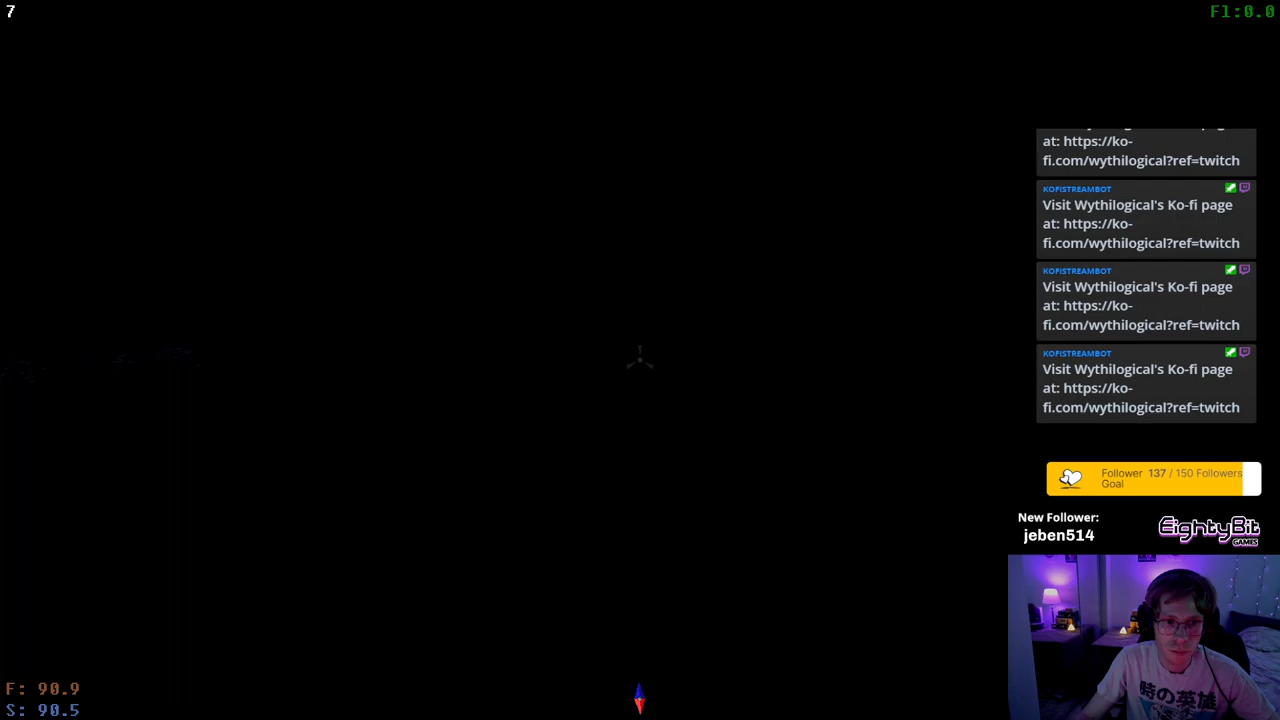 7
F1:0.0
at: https://ko-
fi.com/wythilogical?ref=twitch
KOFISTREAMBOT
Visit Wythilogical's Ko-fi page
at: https://ko-
fi.com/wythilogical?ref=twitch
KOFISTREAMBOT
Visit Wythilogical's Ko-fi page
at: https://ko-
fi.com/wythilogical?ref=twitch
KOFISTREAMBOT
Visit Wythilogical's Ko-fi page
at: https://ko-
fi.com/wythilogical?ref=twitch
Follower 137 / 150 Followers
Goal
New Follower:
jeben514
EightyBit
GAMES
時の英雄
F: 90.9
S: 90.5